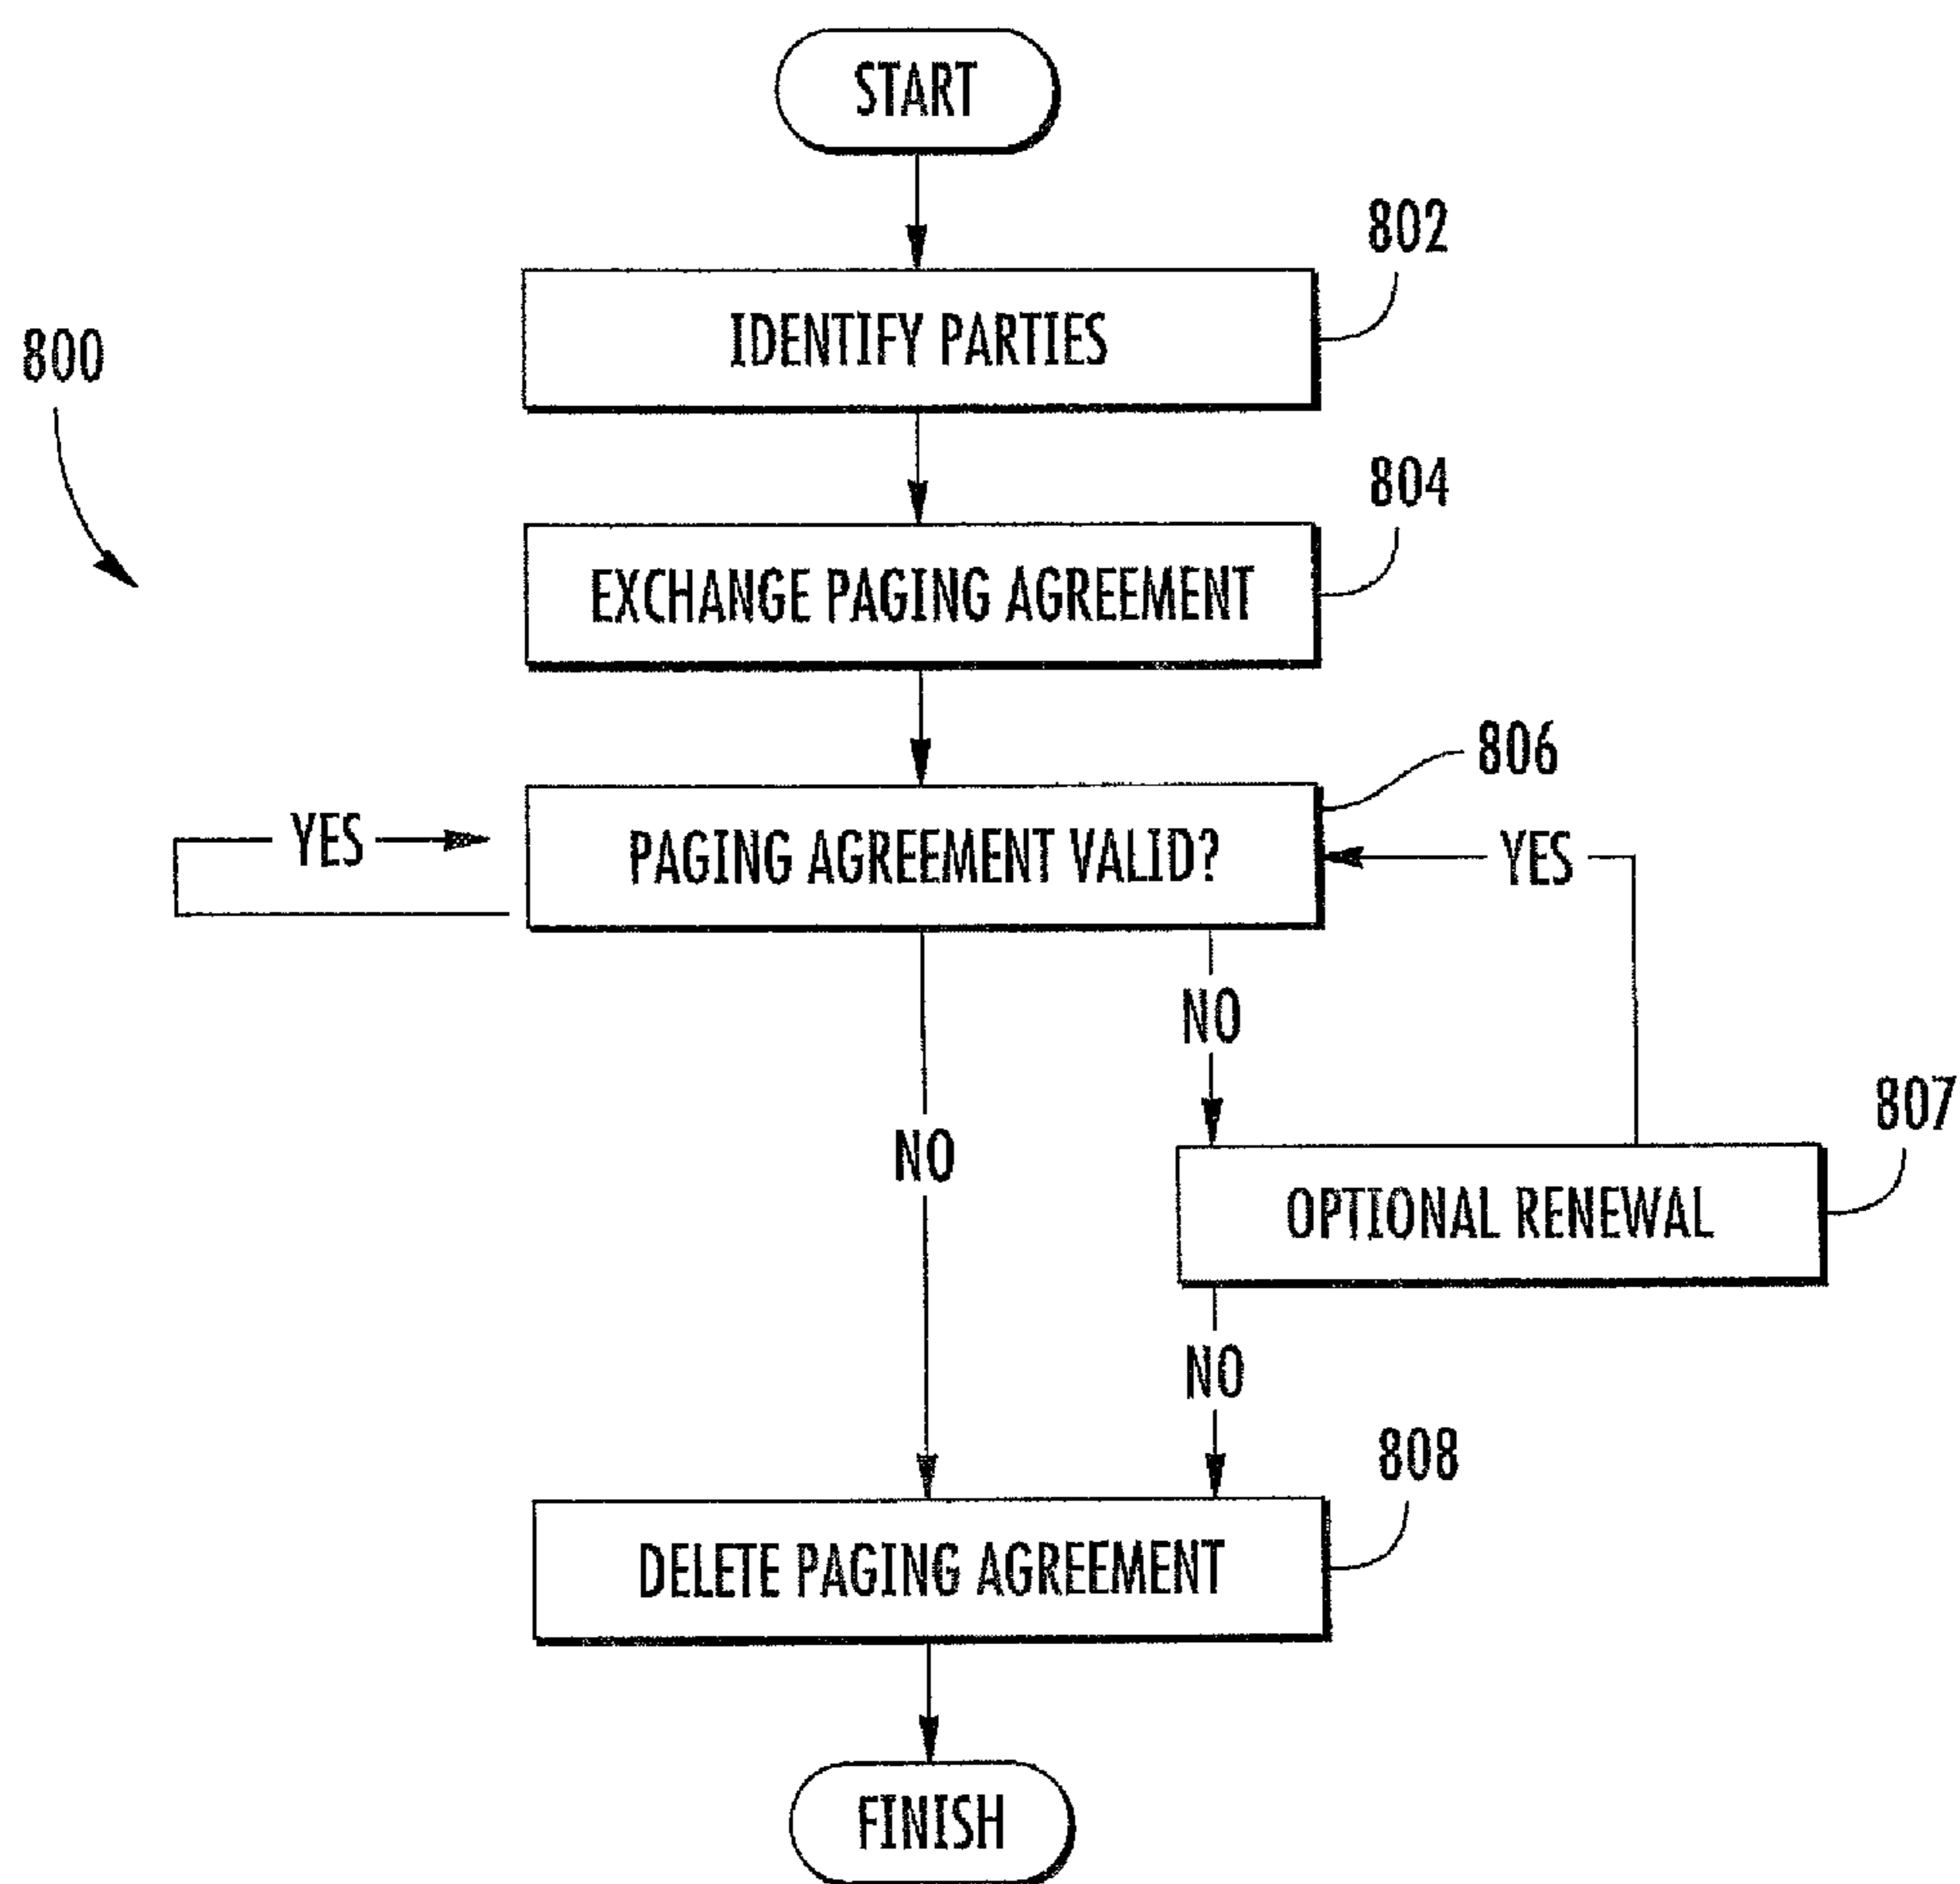 START
802
IDENTIFY PARTIES
800
804
EXCHANGE PAGING AGREEMENT
806
YES
PAGING AGREEMENT VALID?
YES
NO
NO
807
OPTIONAL RENEWAL
NO
808
DELETE PAGING AGREEMENT
FINISH